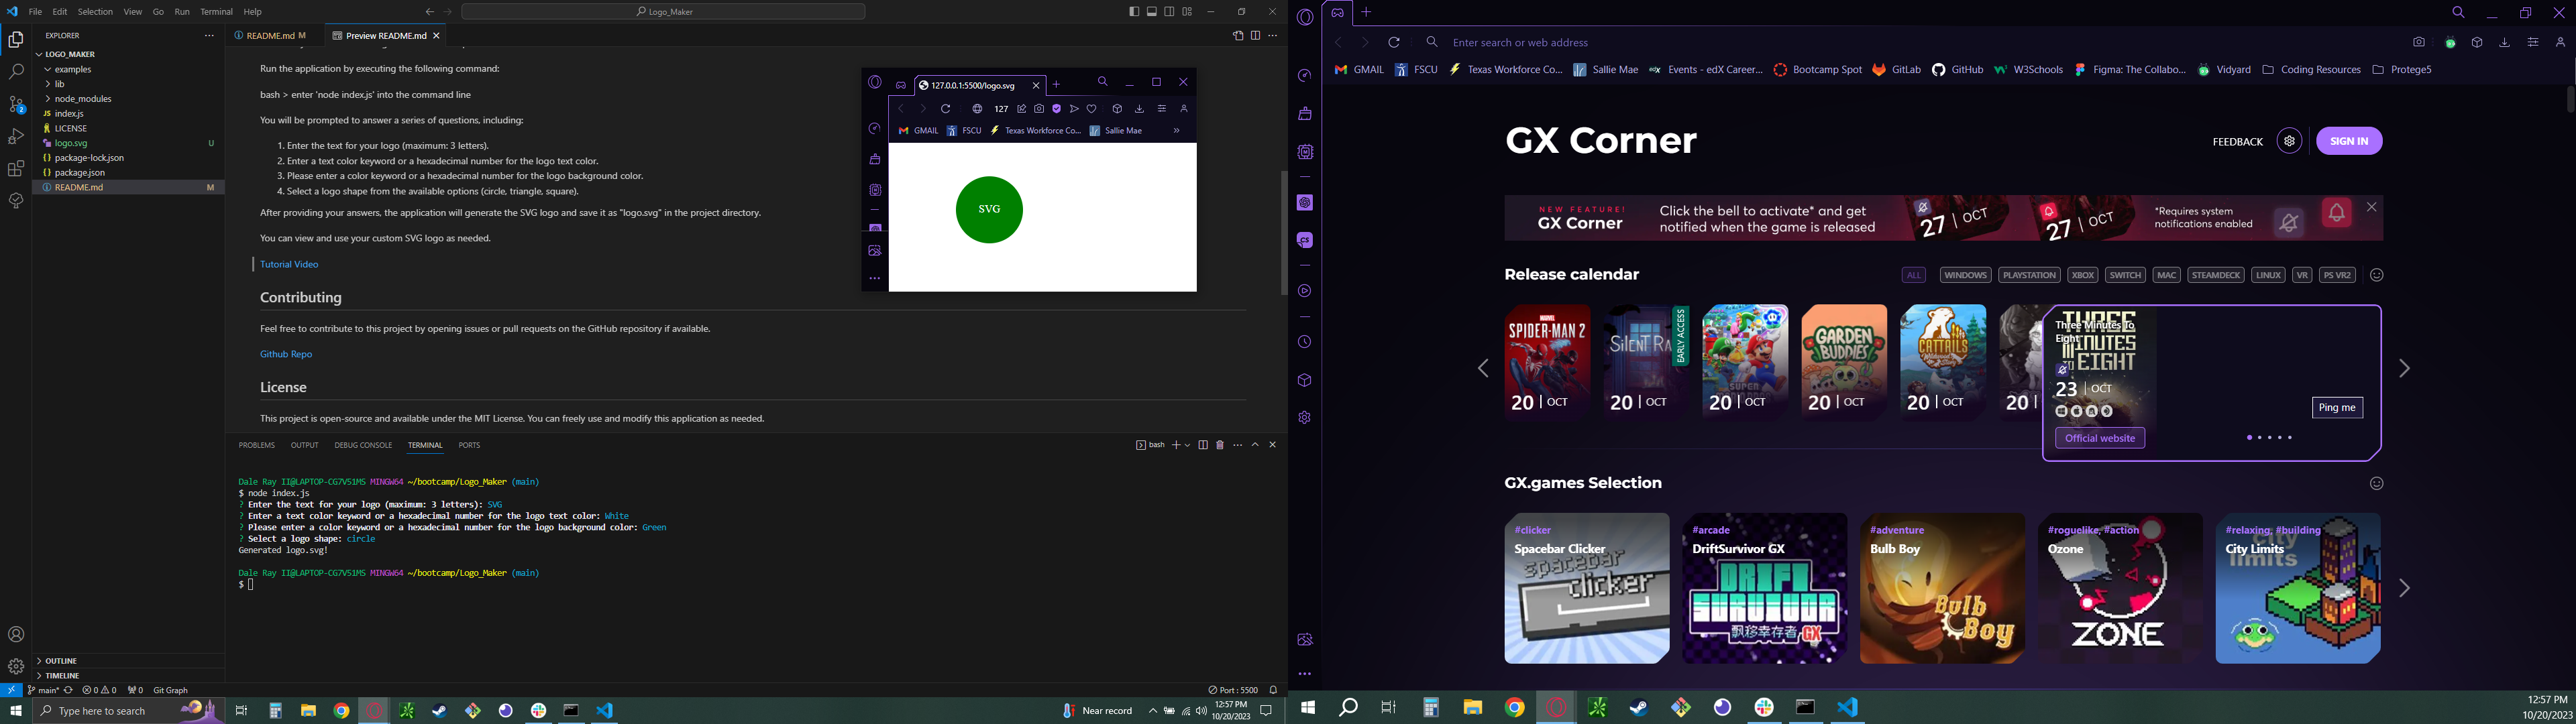 File Edit Selection View Go Run Terminal Help
Logo_Maker
EXPLORER
LOGO_MAKER
examples
lib
node_modules
JS index.js
LICENSE
logo.svg U
{} package-lock.json
{} package.json
README.md M
OUTLINE
TIMELINE
README.md M
Preview README.md
Run the application by executing the following command:
bash > enter 'node index.js' into the command line
You will be prompted to answer a series of questions, including:
1. Enter the text for your logo (maximum: 3 letters).
2. Enter a text color keyword or a hexadecimal number for the logo text color.
3. Please enter a color keyword or a hexadecimal number for the logo background color.
4. Select a logo shape from the available options (circle, triangle, square).
After providing your answers, the application will generate the SVG logo and save it as "logo.svg" in the project directory.
You can view and use your custom SVG logo as needed.
Tutorial Video
Contributing
Feel free to contribute to this project by opening issues or pull requests on the GitHub repository if available.
Github Repo
License
This project is open-source and available under the MIT License. You can freely use and modify this application as needed.
127.0.0.1:5500/logo.svg
127
GMAIL FSCU Texas Workforce Co... Sallie Mae »
SVG
PROBLEMS OUTPUT DEBUG CONSOLE TERMINAL PORTS
bash
Dale Ray II@LAPTOP-CG7V51MS MINGW64 ~/bootcamp/Logo_Maker (main)
$ node index.js
? Enter the text for your logo (maximum: 3 letters): SVG
? Enter a text color keyword or a hexadecimal number for the logo text color: White
? Please enter a color keyword or a hexadecimal number for the logo background color: Green
? Select a logo shape: circle
Generated logo.svg!
Dale Ray II@LAPTOP-CG7V51MS MINGW64 ~/bootcamp/Logo_Maker (main)
$
main* 0 0 0 Git Graph
Port : 5500
Type here to search
Near record
12:57 PM
10/20/2023
Enter search or web address
GMAIL FSCU Texas Workforce Co... Sallie Mae Events - edX Career... Bootcamp Spot GitLab GitHub W3Schools Figma: The Collabo... Vidyard Coding Resources Protege5
GX Corner
FEEDBACK
SIGN IN
NEW FEATURE!
GX Corner
Click the bell to activate* and get
notified when the game is released
27 | OCT
27 | OCT
*Requires system
notifications enabled
Release calendar
ALL WINDOWS PLAYSTATION XBOX SWITCH MAC STEAMDECK LINUX VR PS VR2
MARVEL
SPIDER-MAN 2
20 | OCT
EARLY ACCESS
20 | OCT
SUPER
20 | OCT
GARDEN
BUDDIES
20 | OCT
CATTAILS
20 | OCT
20 |
Three Minutes To
Eight
THREE
MINUTES
TO EIGHT
23 | OCT
Official website
Ping me
GX.games Selection
#clicker
Spacebar Clicker
spacebar
clicker
#arcade
DriftSurvivor GX
DRIFT
SURVIVOR
飘移幸存者 GX
#adventure
Bulb Boy
Bulb
Boy
#roguelike, #action
Ozone
ZONE
#relaxing, #building
City Limits
city
limits
12:57 PM
10/20/2023